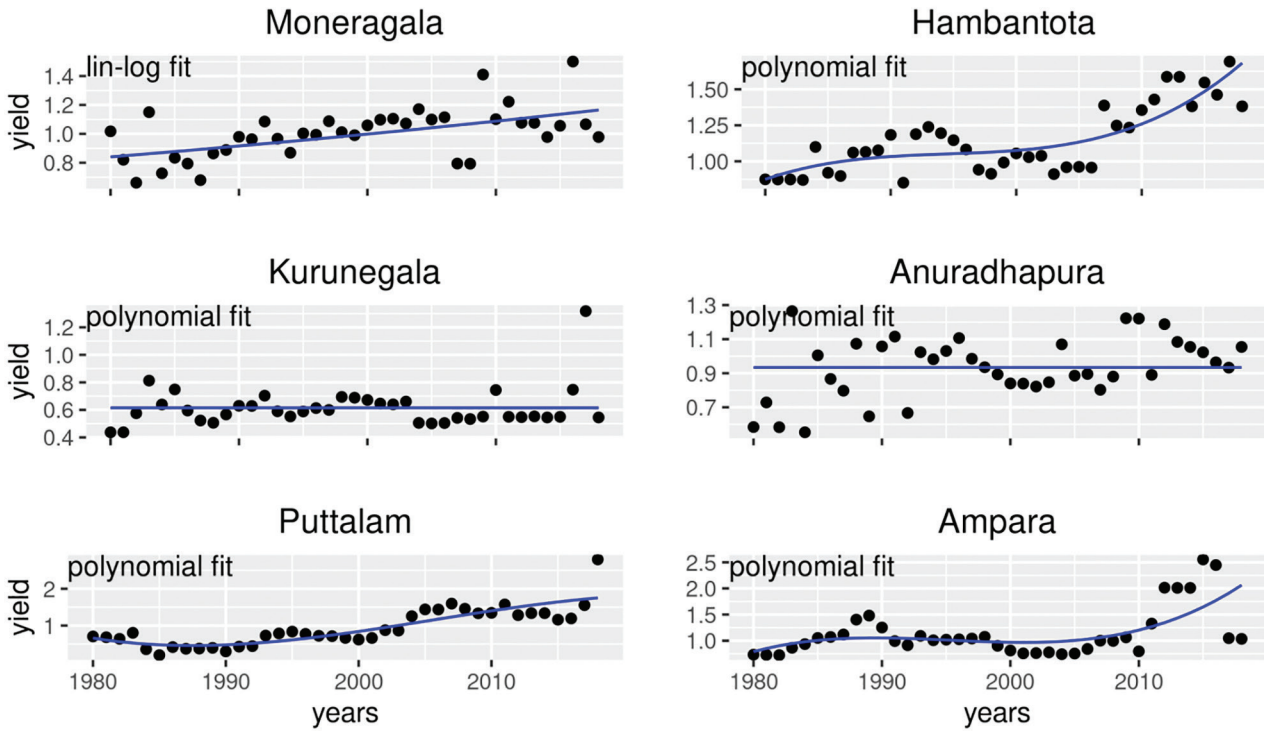 Moneragala
lin-log fit
yield
1.4
1.2
1.0
0.8
Hambantota
polynomial fit
1.50
1.25
1.00
Kurunegala
polynomial fit
yield
1.2
1.0
0.8
0.6
0.4
Anuradhapura
polynomial fit
1.3
1.1
0.9
0.7
Puttalam
polynomial fit
yield
2
1
1980 1990 2000 2010
years
Ampara
polynomial fit
2.5
2.0
1.5
1.0
1980 1990 2000 2010
years